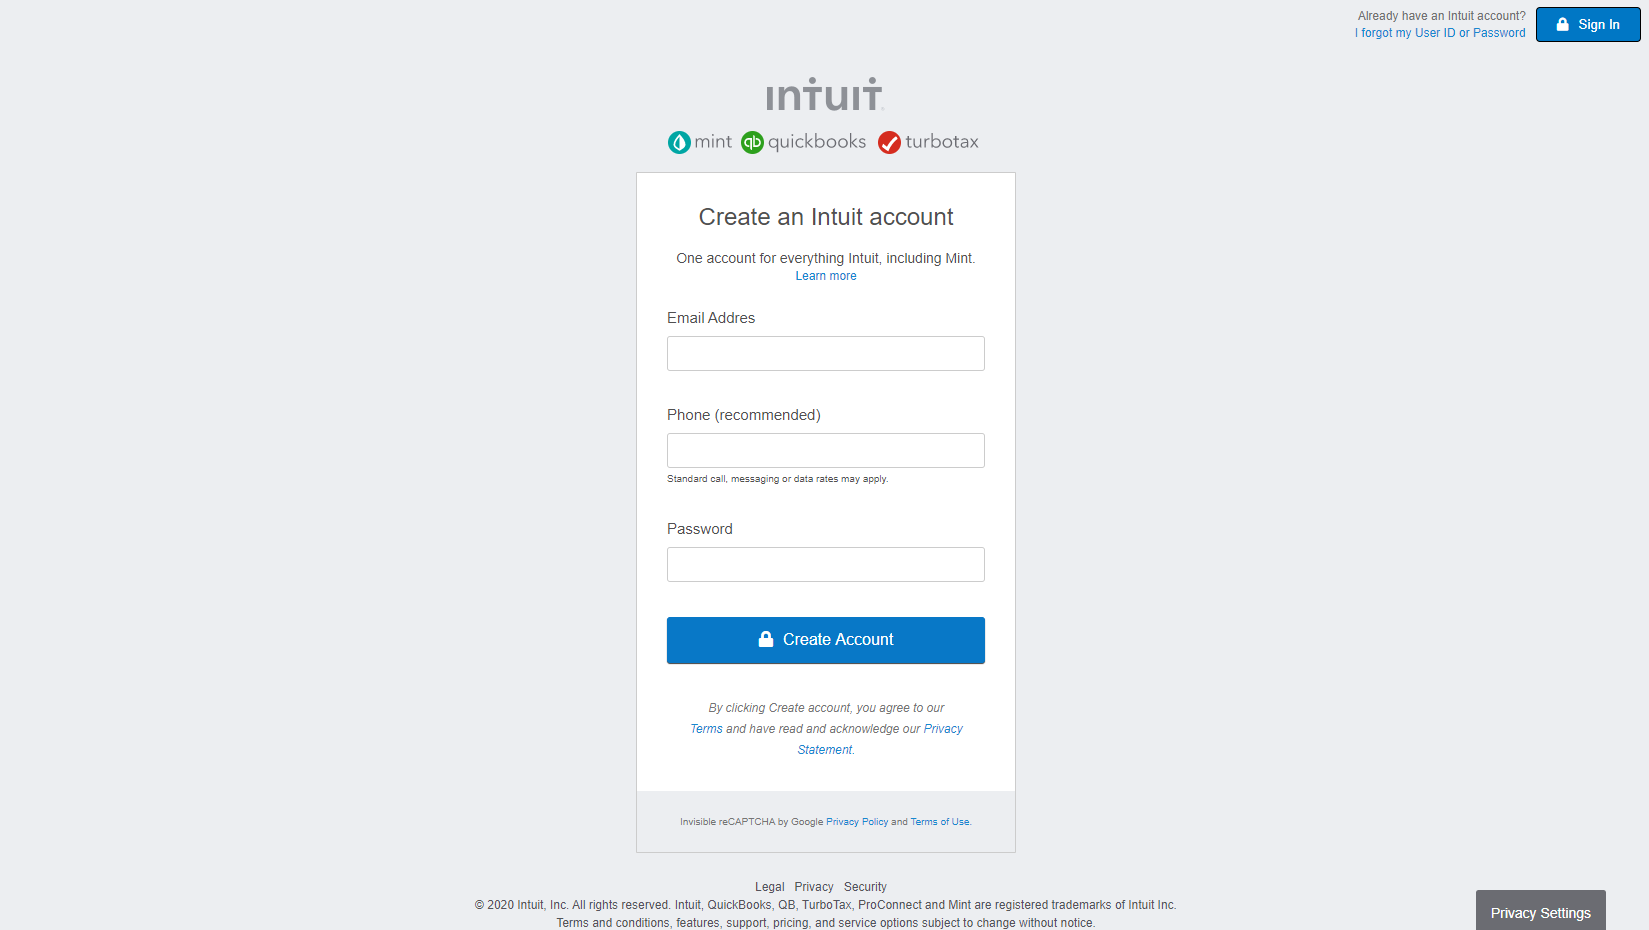 Already have an Intuit account?
I forgot my User ID or Password
Sign In
intuit
mint quickbooks turbotax
Create an Intuit account
One account for everything Intuit, including Mint.
Learn more
Email Addres
Phone (recommended)
Standard call, messaging or data rates may apply.
Password
Create Account
By clicking Create account, you agree to our
Terms and have read and acknowledge our Privacy
Statement.
Invisible reCAPTCHA by Google Privacy Policy and Terms of Use.
Legal Privacy Security
© 2020 Intuit, Inc. All rights reserved. Intuit, QuickBooks, QB, TurboTax, ProConnect and Mint are registered trademarks of Intuit Inc.
Terms and conditions, features, support, pricing, and service options subject to change without notice.
Privacy Settings